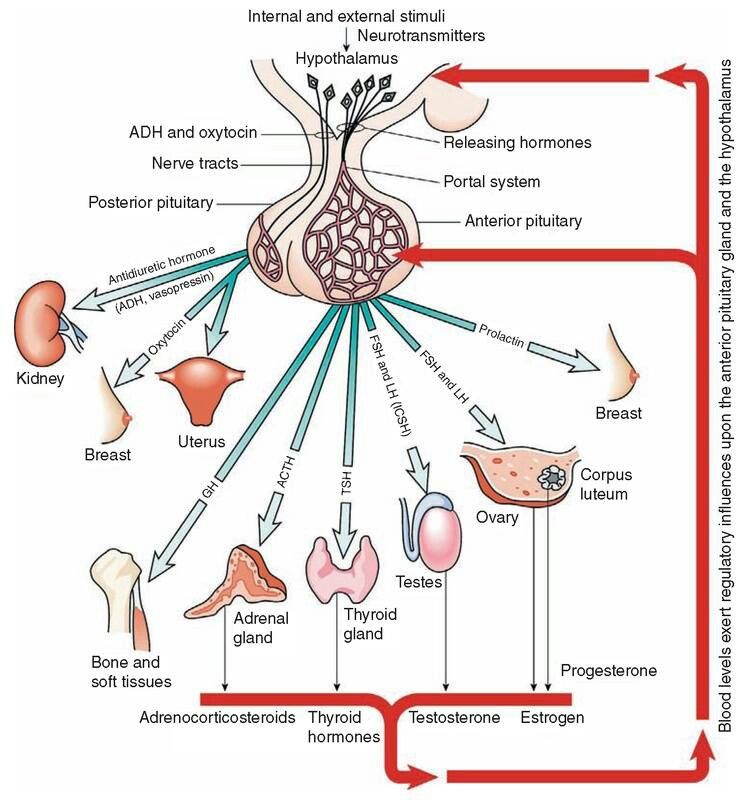 Internal and external stimuli
Neurotransmitters
Hypothalamus
ADH and oxytocin
Releasing hormones
Nerve tracts
Portal system
Posterior pituitary
Anterior pituitary
Antidiuretic hormone
(ADH, vasopressin)
Oxytocin
Kidney
Breast
Uterus
GH
ACTH
TSH
FSH and LH (ICSH)
FSH and LH
Prolactin
Breast
Corpus
luteum
Ovary
Testes
Adrenal
gland
Thyroid
gland
Bone and
soft tissues
Progesterone
Adrenocorticosteroids
Thyroid
hormones
Testosterone
Estrogen
Blood levels exert regulatory influences upon the anterior pituitary gland and the hypothalamus